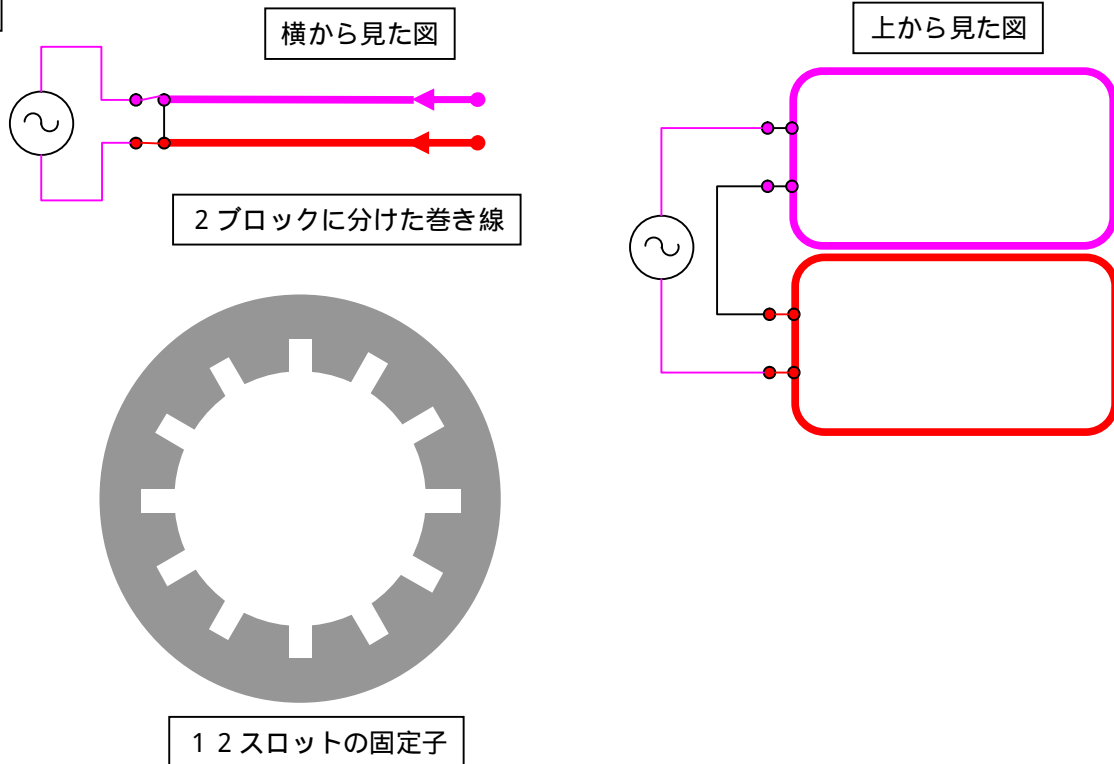 横から見た図
上から見た図
2ブロックに分けた巻き線
12スロットの固定子